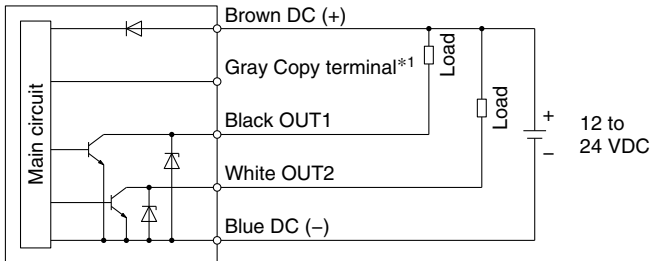 Brown DC (+)
Gray Copy terminal*1
Black OUT1
White OUT2
Blue DC (−)
Main circuit
Load
Load
+
12 to
24 VDC
−